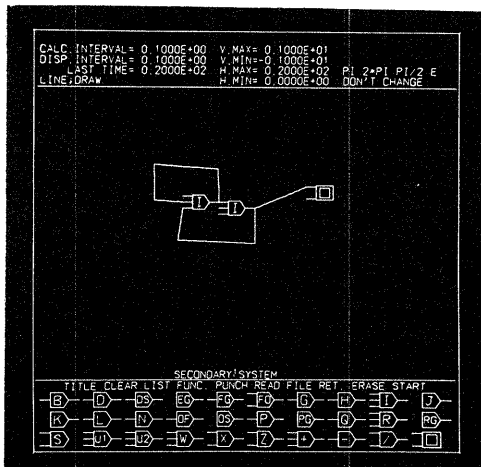 CALC.INTERVAL= 0.1000E+00 V.MAX= 0.1000E+01
DISP.INTERVAL= 0.1000E+00 V.MIN=-0.1000E+01
LAST TIME= 0.2000E+02 H.MAX= 0.2000E+02 PI 2*PI PI/2 E
LINE;DRAW H.MIN= 0.0000E+00 DON'T CHANGE
I I
SECONDARY SYSTEM
TITLE CLEAR LIST FUNC. PUNCH READ FILE RET. ERASE START
B D DS EG FG FO G H I J
K L N OF OS P PG Q R RG
S U1 U2 W X Z + - /